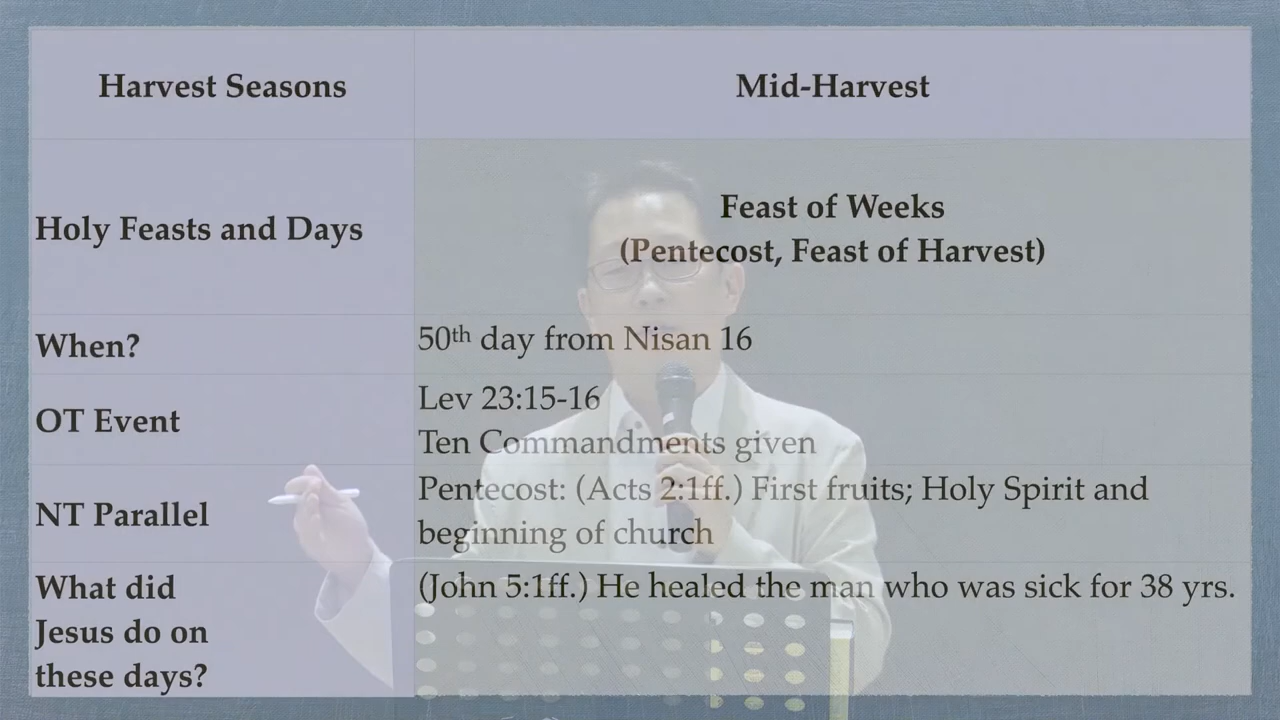 Harvest Seasons
Mid-Harvest
Holy Feasts and Days
Feast of Weeks
(Pentecost, Feast of Harvest)
When?
50th day from Nisan 16
OT Event
Lev 23:15-16
Ten Commandments given
NT Parallel
Pentecost: (Acts 2:1ff.) First fruits; Holy Spirit and
beginning of church
What did
Jesus do on
these days?
(John 5:1ff.) He healed the man who was sick for 38 yrs.